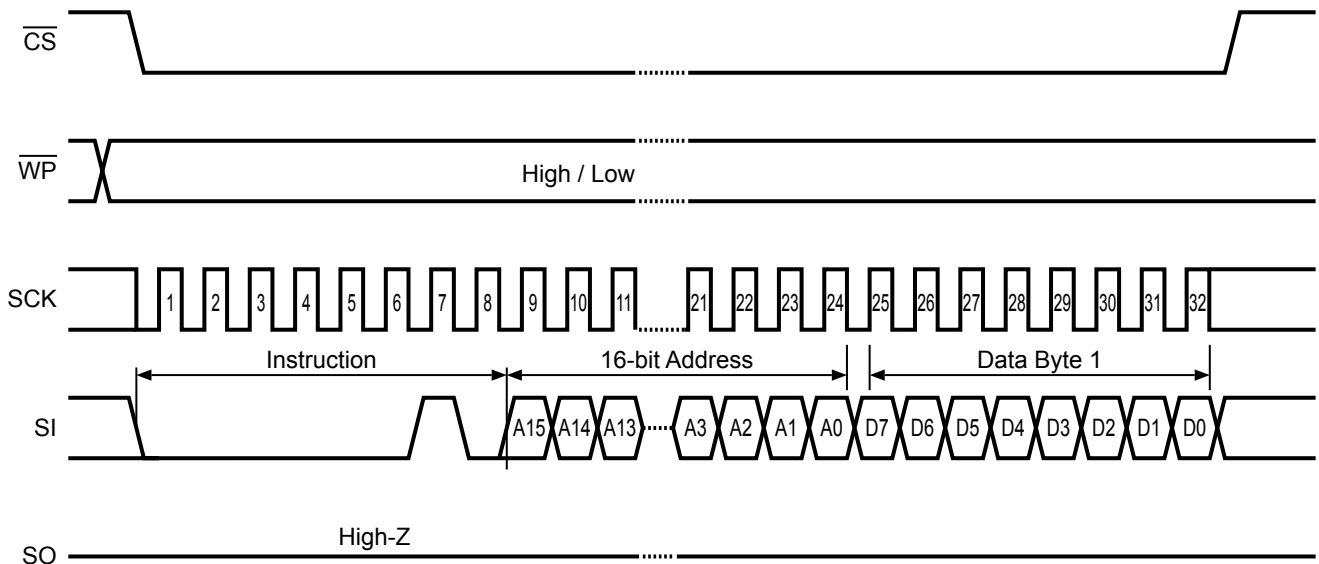 CS
WP
High / Low
SCK
1 2 3 4 5 6 7 8 9 10 11 21 22 23 24 25 26 27 28 29 30 31 32
Instruction 16-bit Address Data Byte 1
SI
A15 A14 A13 A3 A2 A1 A0 D7 D6 D5 D4 D3 D2 D1 D0
High-Z
SO